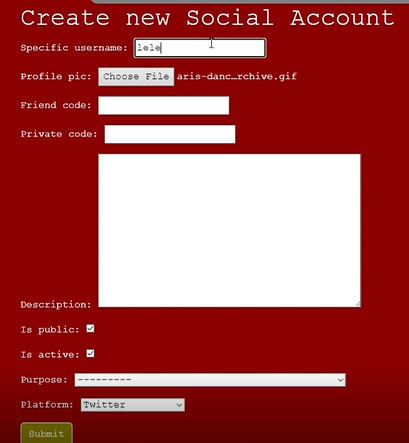 Create new Social Account
Specific username: lele
Profile pic: Choose File aris-danc…rchive.gif
Friend code:
Private code:
Description:
Is public:
Is active:
Purpose: ---------
Platform: Twitter
Submit